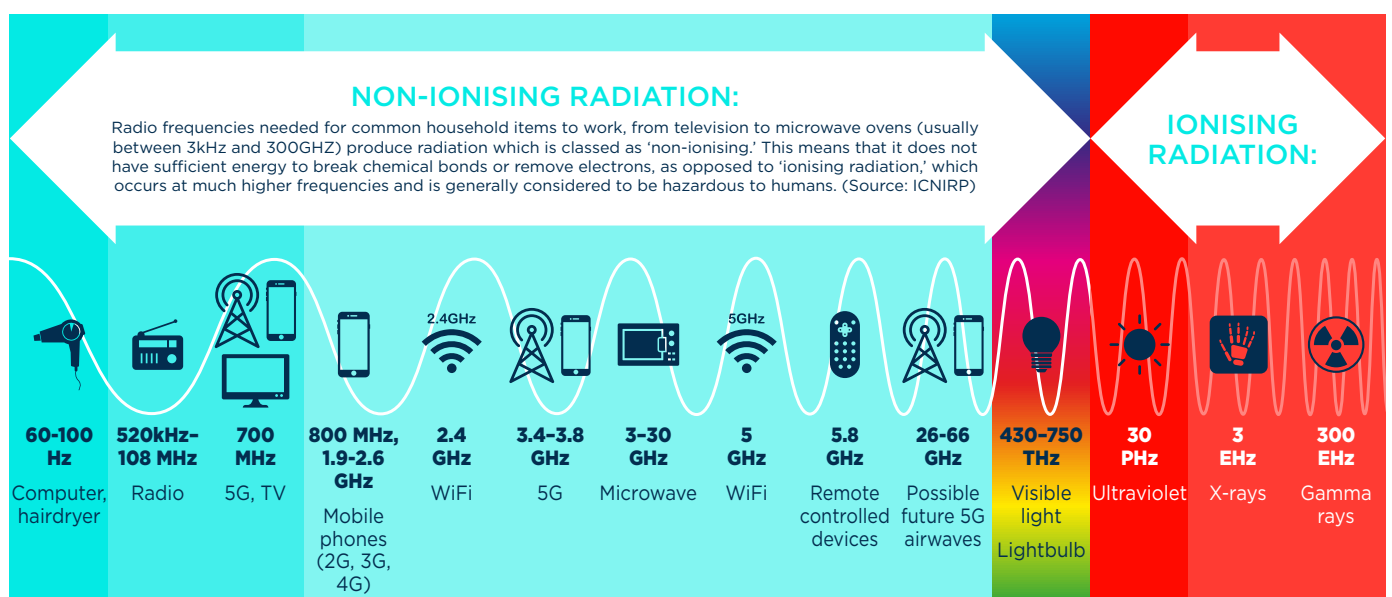 NON-IONISING RADIATION:
Radio frequencies needed for common household items to work, from television to microwave ovens (usually
between 3kHz and 300GHZ) produce radiation which is classed as ‘non-ionising.’ This means that it does not
have sufficient energy to break chemical bonds or remove electrons, as opposed to ‘ionising radiation,’ which
occurs at much higher frequencies and is generally considered to be hazardous to humans. (Source: ICNIRP)
IONISING
RADIATION:
2.4GHz
5GHz
60-100
Hz
Computer,
hairdryer
520kHz–
108 MHz
Radio
700
MHz
5G, TV
800 MHz,
1.9-2.6
GHz
Mobile
phones
(2G, 3G,
4G)
2.4
GHz
WiFi
3.4–3.8
GHz
5G
3–30
GHz
Microwave
5
GHz
WiFi
5.8
GHz
Remote
controlled
devices
26-66
GHz
Possible
future 5G
airwaves
430–750
THz
Visible
light
Lightbulb
30
PHz
Ultraviolet
3
EHz
X-rays
300
EHz
Gamma
rays